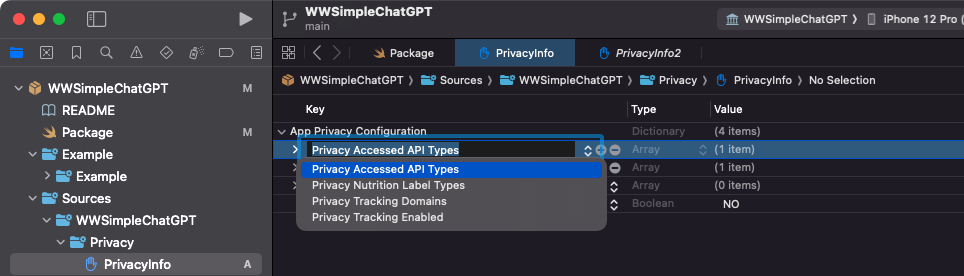 WWSimpleChatGPT
main
WWSimpleChatGPT 〉 iPhone 12 Pro (
Package
PrivacyInfo
PrivacyInfo2
WWSimpleChatGPT M
README
Package M
Example
Example
Sources
WWSimpleChatGPT
Privacy
PrivacyInfo A
WWSimpleChatGPT 〉 Sources 〉 WWSimpleChatGPT 〉 Privacy 〉 PrivacyInfo 〉 No Selection
Key Type Value
App Privacy Configuration Dictionary (4 items)
Privacy Accessed API Types Array (1 item)
Privacy Accessed API Types Array (1 item)
Privacy Nutrition Label Types Array (0 items)
Privacy Tracking Domains Boolean NO
Privacy Tracking Enabled